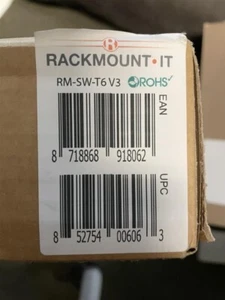 R
RACKMOUNT·IT
RM-SW-T6 V3 ROHS
EAN
8 718868 918062
UPC
8 52754 00606 3